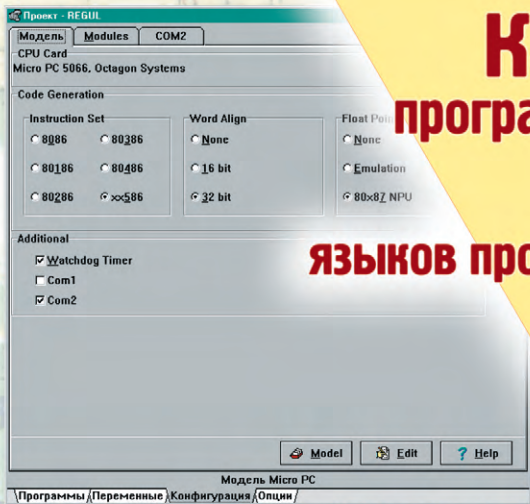 Проект - REGUL
Модель Modules COM2
CPU Card
Micro PC 5066, Octagon Systems
Code Generation
Instruction Set
8086 80386
80186 80486
80286 xx586
Word Align
None
16 bit
32 bit
Float
None
Emulation
80x87 NPU
Additional
Watchdog Timer
Com1
Com2
Model Edit Help
Модель Micro PC
Программы Переменные Конфигурация Опции
К
програ
языков про